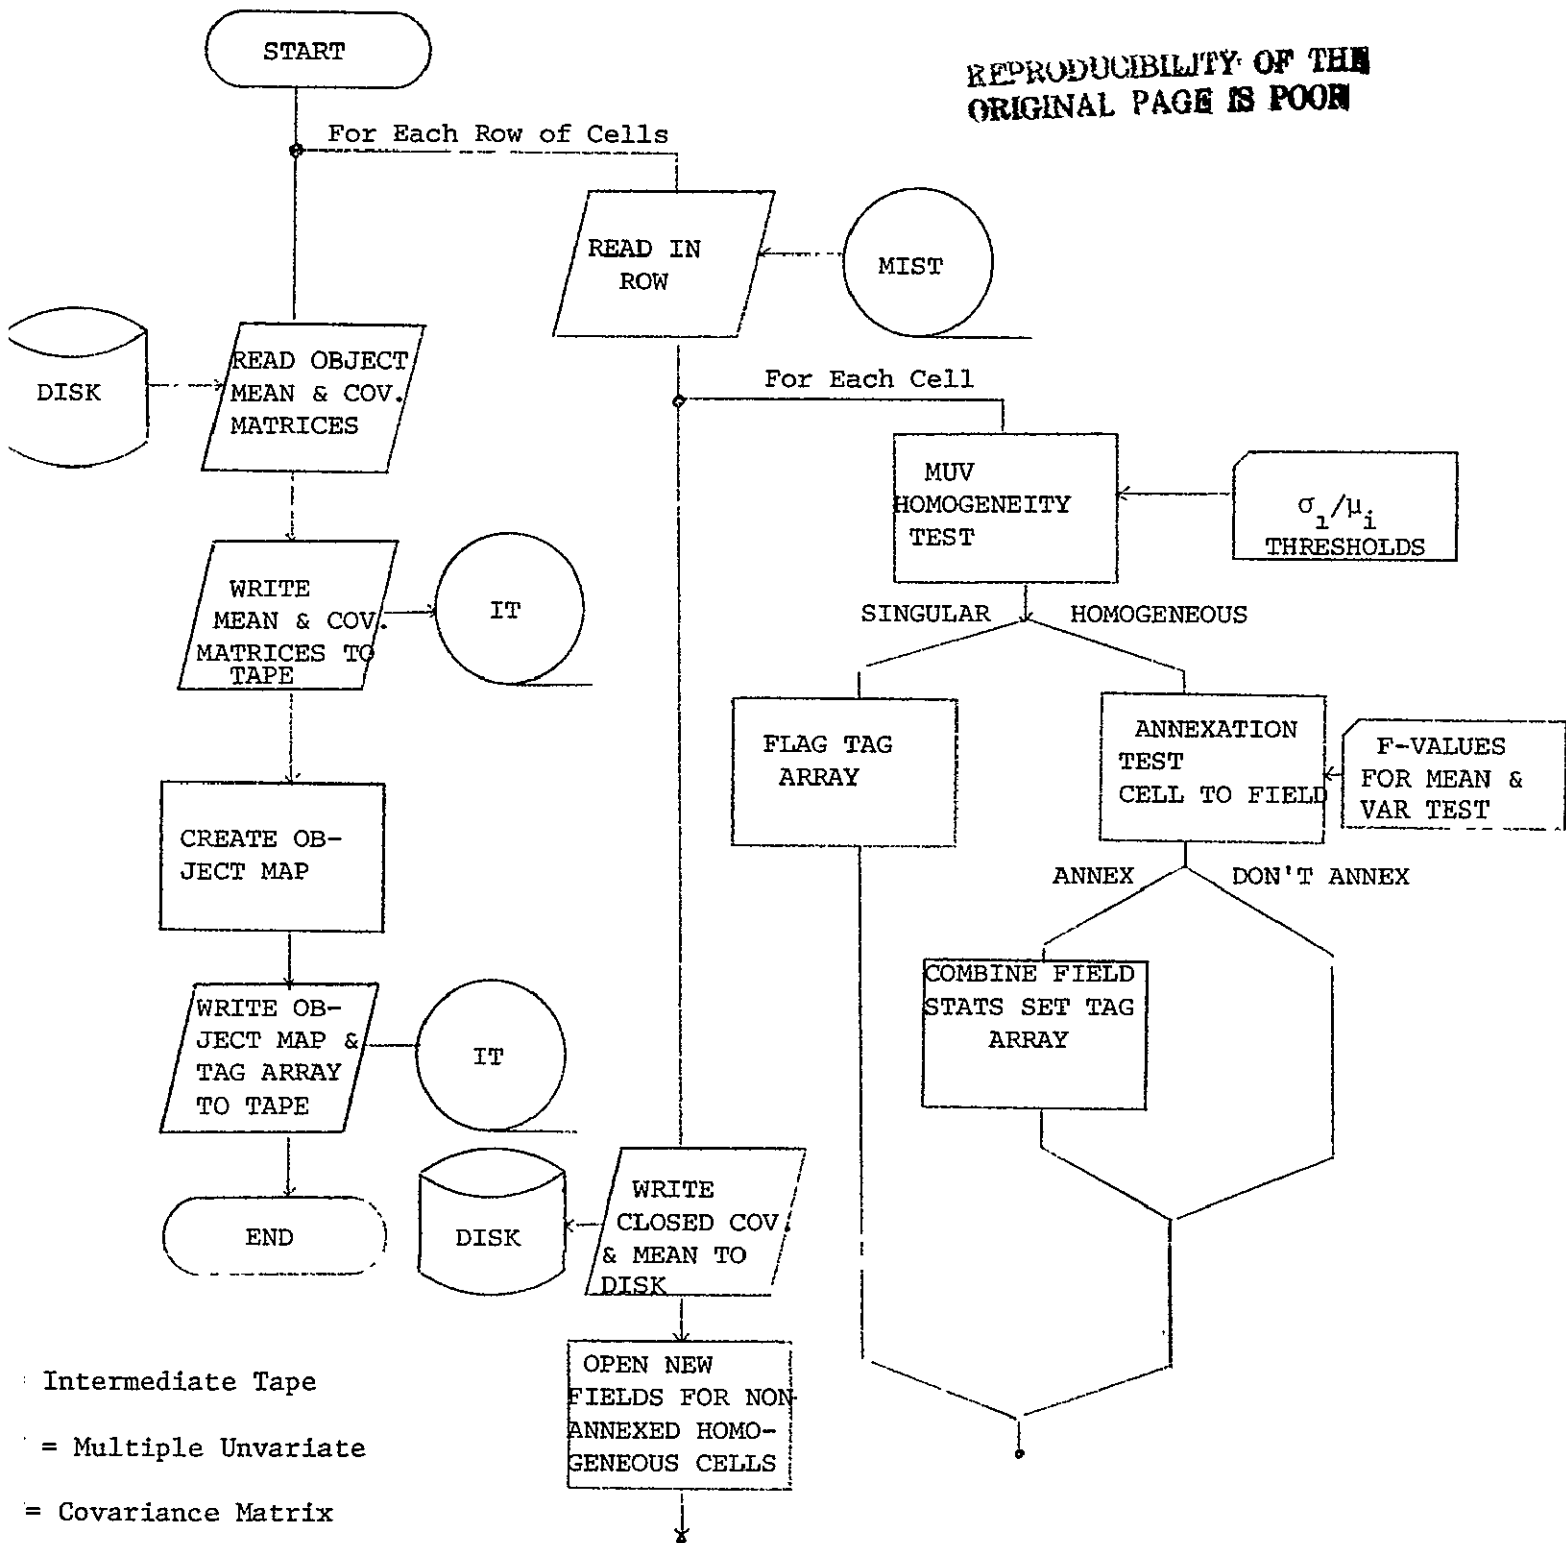 START
REPRODUCIBILITY OF THE
ORIGINAL PAGE IS POOR
For Each Row of Cells
READ IN
ROW
MIST
DISK
READ OBJECT
MEAN & COV.
MATRICES
For Each Cell
MUV
HOMOGENEITY
TEST
σ₁/μᵢ
THRESHOLDS
WRITE
MEAN & COV.
MATRICES TO
TAPE
IT
SINGULAR
HOMOGENEOUS
FLAG TAG
ARRAY
ANNEXATION
TEST
CELL TO FIELD
F-VALUES
FOR MEAN &
VAR TEST
CREATE OB-
JECT MAP
ANNEX
DON'T ANNEX
COMBINE FIELD
STATS SET TAG
ARRAY
WRITE OB-
JECT MAP &
TAG ARRAY
TO TAPE
IT
END
DISK
WRITE
CLOSED COV.
& MEAN TO
DISK
OPEN NEW
FIELDS FOR NON-
ANNEXED HOMO-
GENEOUS CELLS
Intermediate Tape
= Multiple Unvariate
= Covariance Matrix